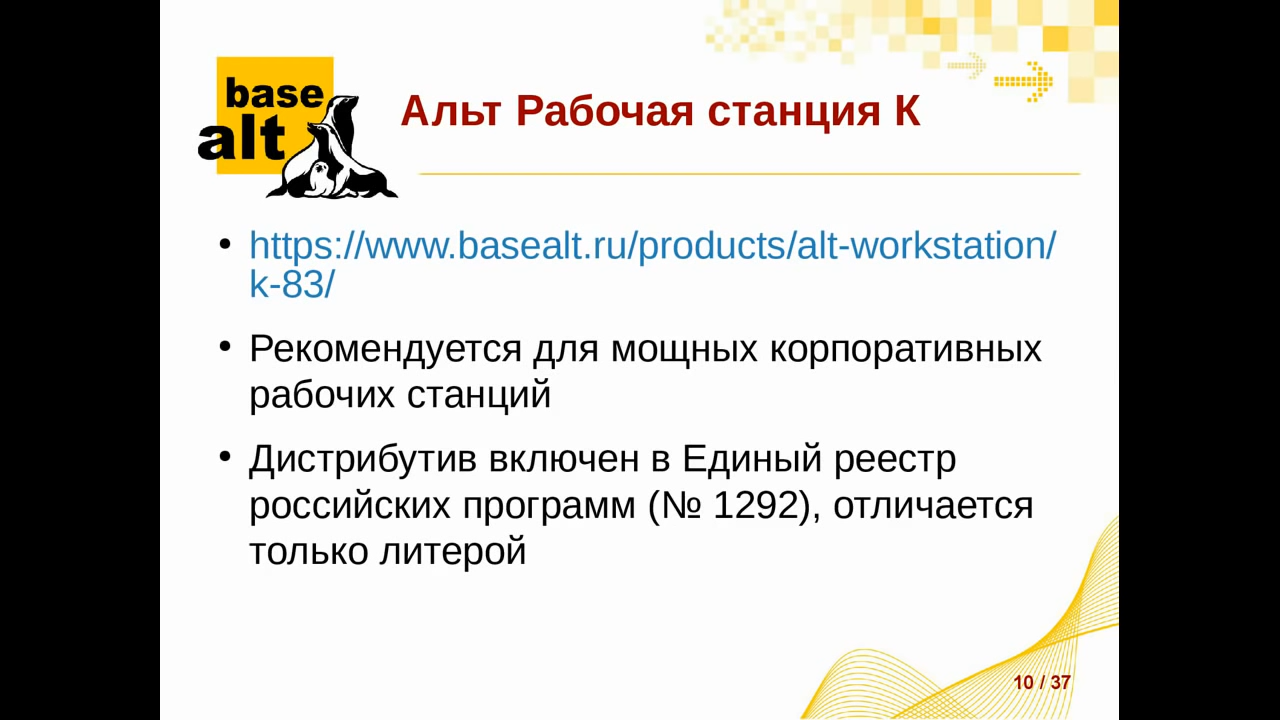 base
alt
Альт Рабочая станция К
https://www.basealt.ru/products/alt-workstation/
k-83/
Рекомендуется для мощных корпоративных
рабочих станций
Дистрибутив включен в Единый реестр
российских программ (№ 1292), отличается
только литерой
10 / 37